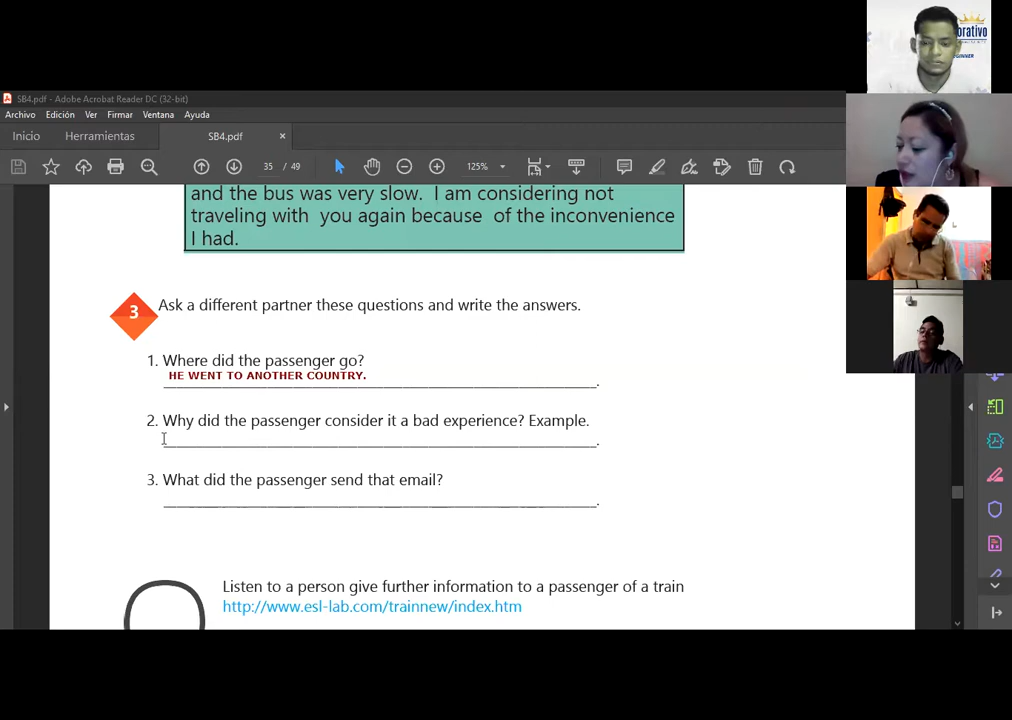 orativo
GINNER
SB4.pdf - Adobe Acrobat Reader DC (32-bit)
Archivo Edición Ver Firmar Ventana Ayuda
Inicio Herramientas SB4.pdf ×
35 / 49 125%
and the bus was very slow. I am considering not
traveling with you again because of the inconvenience
I had.
3 Ask a different partner these questions and write the answers.
1. Where did the passenger go?
HE WENT TO ANOTHER COUNTRY.
2. Why did the passenger consider it a bad experience? Example.
3. What did the passenger send that email?
Listen to a person give further information to a passenger of a train
http://www.esl-lab.com/trainnew/index.htm